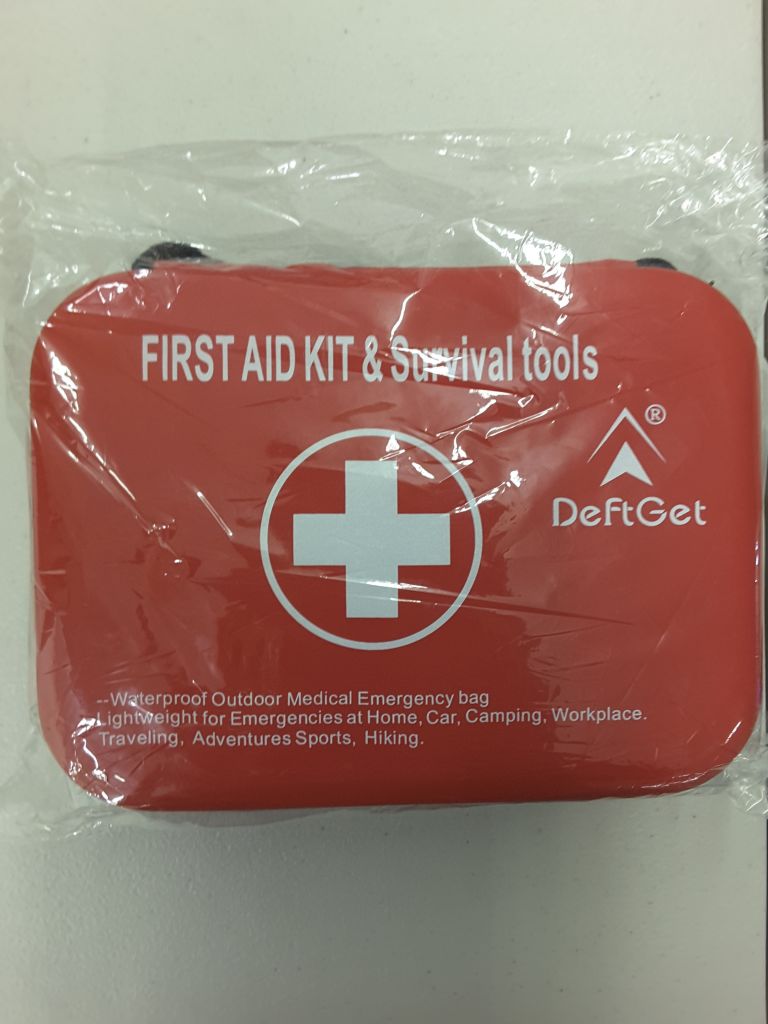 FIRST AID KIT & Survival tools
®
DeftGet
--Waterproof Outdoor Medical Emergency bag
Lightweight for Emergencies at Home, Car, Camping, Workplace.
Traveling, Adventures Sports, Hiking.